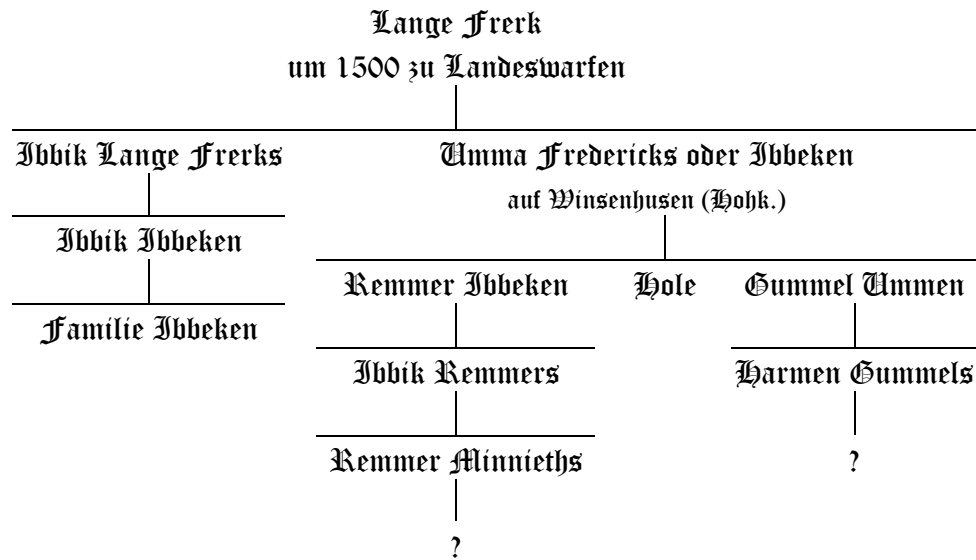 Lange Frerk
um 1500 zu Landeswarfen
Ibbik Lange Frerks
Umma Fredericks oder Ibbeken
auf Winsenhusen (Hohk.)
Ibbik Ibbeken
Familie Ibbeken
Remmer Ibbeken
Hole
Gummel Ummen
Ibbik Remmers
Harmen Gummels
Remmer Minnieths
?
?